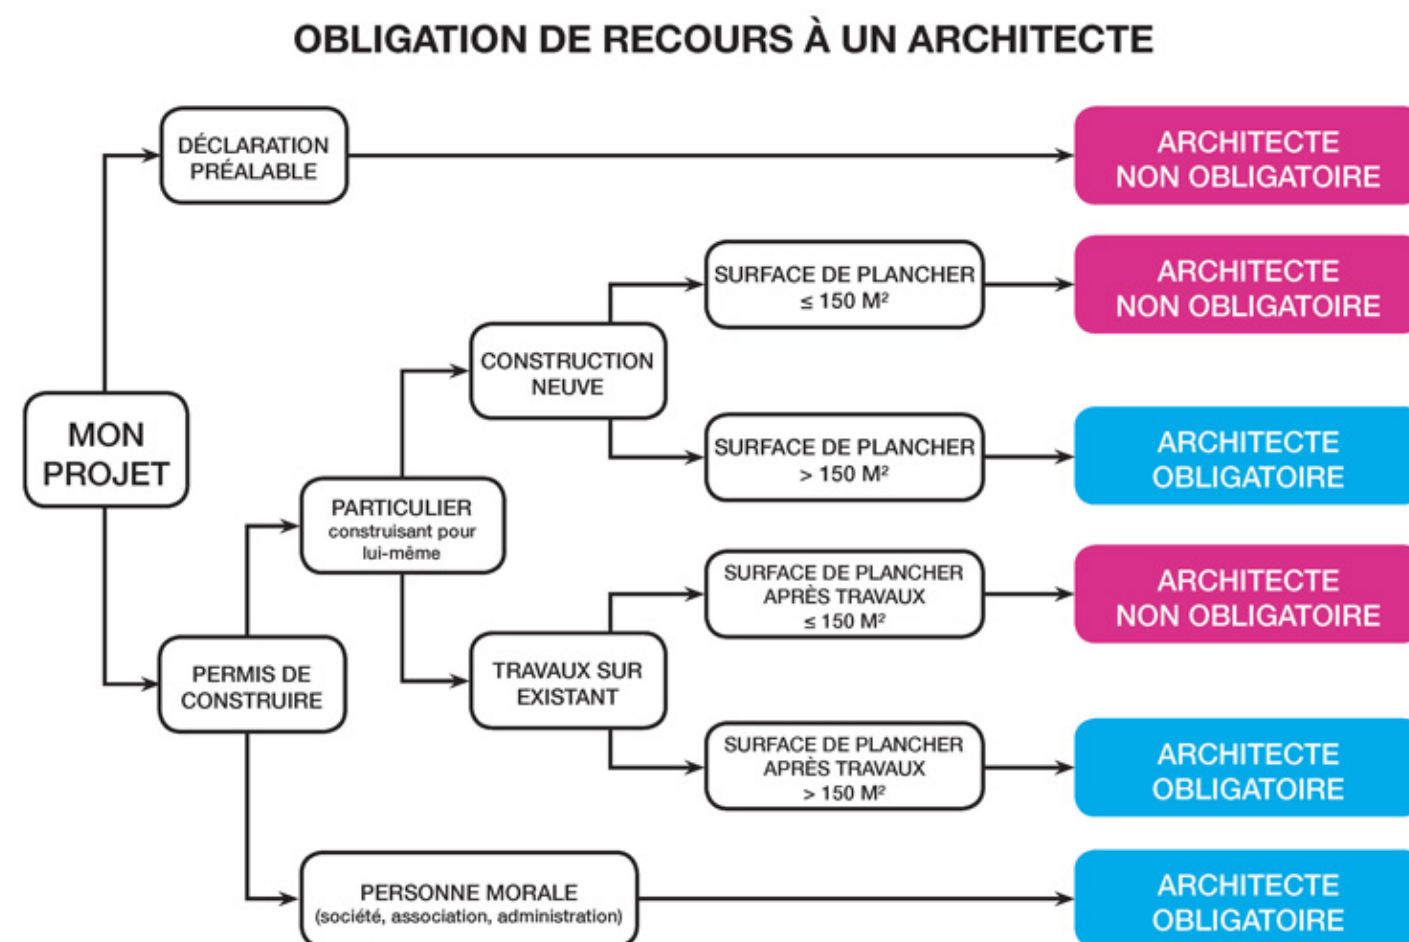 OBLIGATION DE RECOURS À UN ARCHITECTE
DÉCLARATION
PRÉALABLE
ARCHITECTE
NON OBLIGATOIRE
SURFACE DE PLANCHER
≤ 150 M²
ARCHITECTE
NON OBLIGATOIRE
CONSTRUCTION
NEUVE
MON
PROJET
SURFACE DE PLANCHER
> 150 M²
ARCHITECTE
OBLIGATOIRE
PARTICULIER
construisant pour
lui-même
SURFACE DE PLANCHER
APRÈS TRAVAUX
≤ 150 M²
ARCHITECTE
NON OBLIGATOIRE
PERMIS DE
CONSTRUIRE
TRAVAUX SUR
EXISTANT
SURFACE DE PLANCHER
APRÈS TRAVAUX
> 150 M²
ARCHITECTE
OBLIGATOIRE
PERSONNE MORALE
(société, association, administration)
ARCHITECTE
OBLIGATOIRE